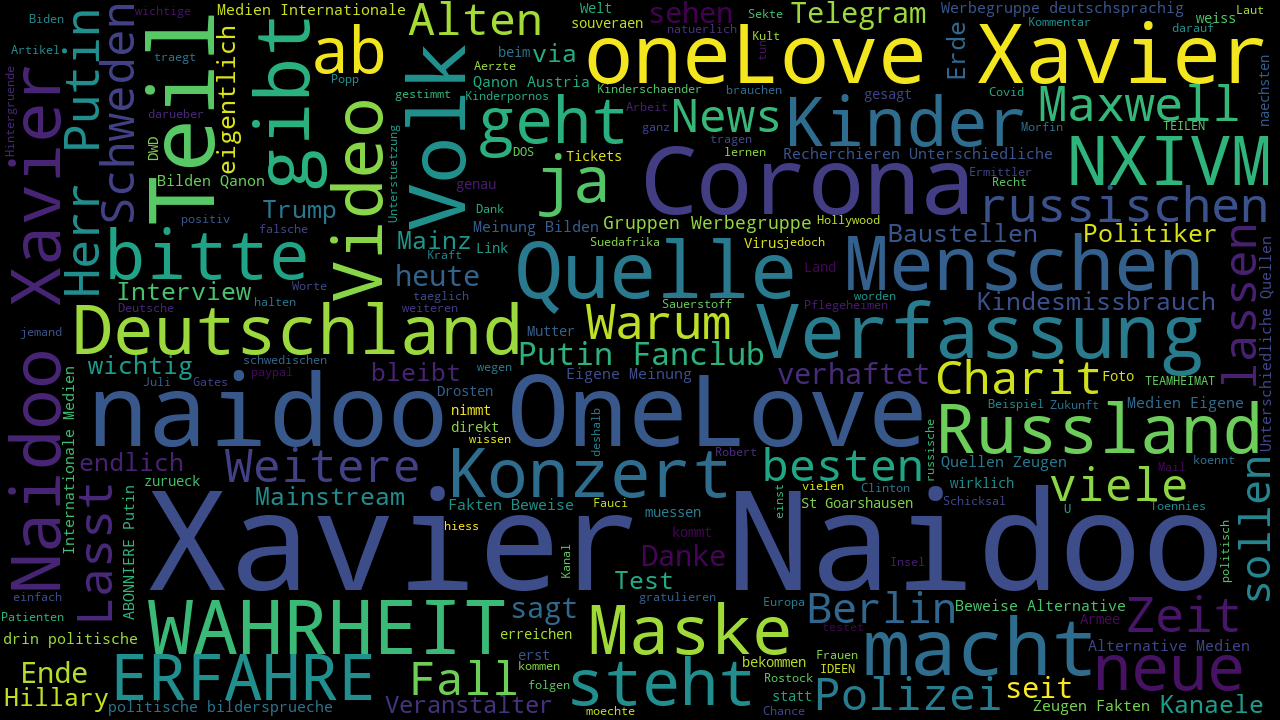 Biden
wichtige
Medien Internationale
Alten
sehen
Sekte
Telegram
Werbegruppe deutschsprachig
Laut
Welt
souveraen
natuerlich
Kult
Kommentar
weiss
darauf
Artikel
traegt
Teil
gibt
ab
Popp
Volk
beim
via
Aerzte
Qanon Austria
oneLove
tun
Erde
Xavier
Hintergruende
Xavier
Putin
Schweden
eigentlich
Video
gestimmt
Kinderpornos
Kinderschaender
brauchen
gesagt
Covid
Maxwell
naechsten
darueber
geht
Arbeit
News
Kinder
Morfin
TEILEN
DWD
DOS
Tickets
ganz
tragen
lernen
Recherchieren Unterschiedliche
NXIVM
Bilden Qanon
Unterstuetzung
genau
ja
Corona
Ermittler
Recht
Herr
positiv
Trump
falsche
Dank
Meinung Bilden
Gruppen Werbegruppe
Hollywood
russischen
bitte
Mainz
Kraft
Link
Suedafrika
Virus
jedoch
Baustellen
Politiker
lassen
Quelle
Menschen
Interview
Worte
heute
taeglich
Land
Kindesmissbrauch
Deutsche
halten
weiteren
Sauerstoff
Pflegeheimen
worden
jemand
Deutschland
Mutter
Warum
Verfassung
Unterschiedliche Quellen
wichtig
schwedischen
Putin Fanclub
Juli
Gates
paypal
bleibt
wegen
Eigene Meinung
verhaftet
Charit
Foto
TEAMHEIMAT
Naidoo
Internationale Medien
naidoo
Drosten
nimmt
direkt
wissen
OneLove
deshalb
Beispiel
Zukunft
Medien Eigene
Russland
endlich
zurueck
Weitere
Konzert
Robert
besten
russische
Quellen Zeugen
Mail
koennt
Lasst
ABONNIERE Putin
Mainstream
Fakten Beweise
Fauci
muessen
einst
vielen
Clinton
wirklich
viele
St Goarshausen
Schicksal
U
Toennies
sollen
Xavier Naidoo
hiess
Kanal
kommt
Danke
Insel
politisch
einfach
Test
gratulieren
Europa
Patienten
WAHRHEIT
sagt
Maske
testet
Berlin
Beweise Alternative
Armee
Zeit
drin politische
erreichen
erst
Frauen
macht
Alternative Medien
Ende
ERFAHRE
Fall
kommen
steht
bekommen
IDEEN
neue
Hillary
folgen
Rostock
statt
Polizei
seit
politische bildersprueche
Veranstalter
moechte
Chance
Zeugen Fakten
Kanaele